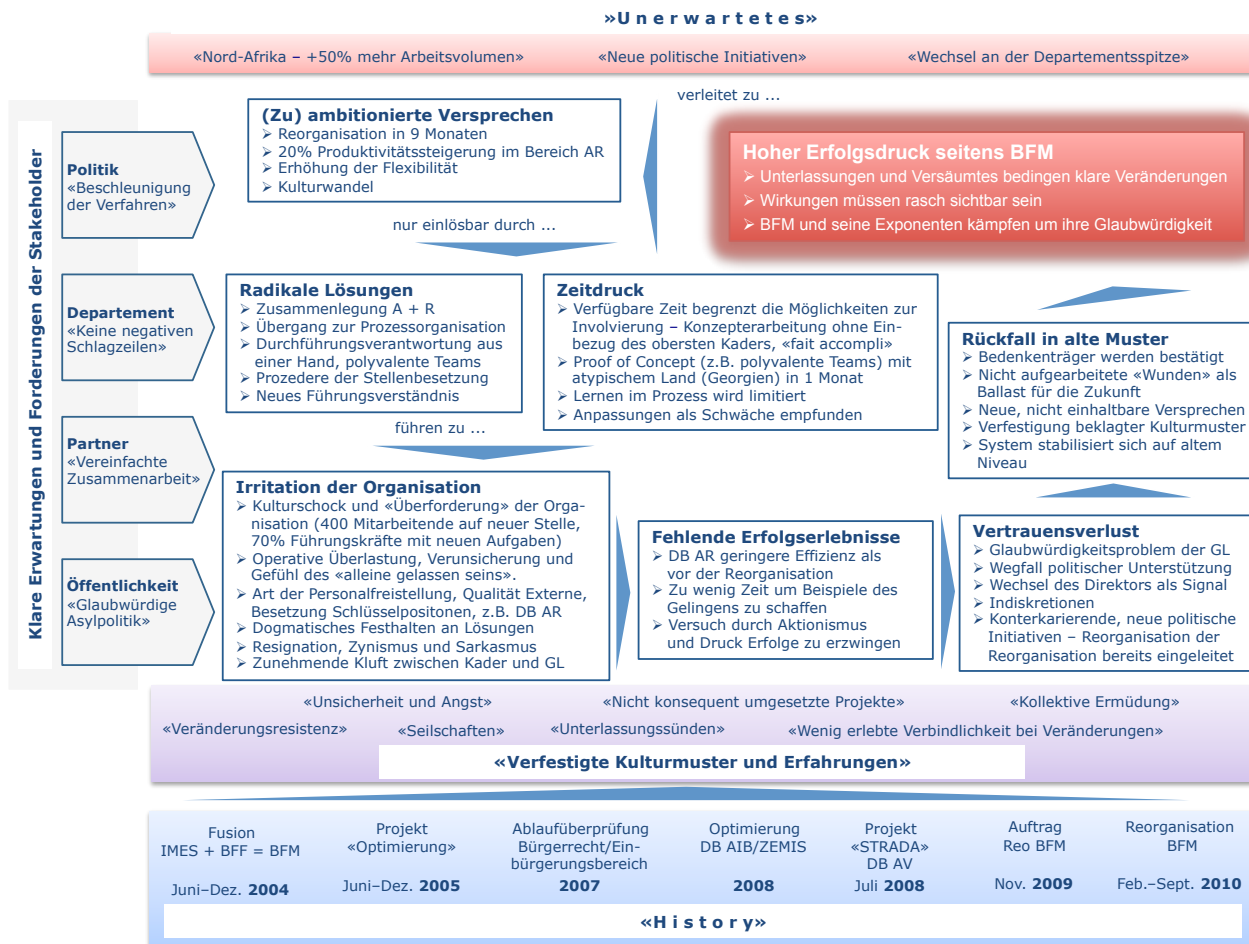 »U n e r w a r t e t e s»
«Nord-Afrika – +50% mehr Arbeitsvolumen»
«Neue politische Initiativen»
«Wechsel an der Departementsspitze»
Klare Erwartungen und Forderungen der Stakeholder
Politik
«Beschleunigung
der Verfahren»
Departement
«Keine negativen
Schlagzeilen»
Partner
«Vereinfachte
Zusammenarbeit»
Öffentlichkeit
«Glaubwürdige
Asylpolitik»
verleitet zu ...
(Zu) ambitionierte Versprechen
➢ Reorganisation in 9 Monaten
➢ 20% Produktivitätssteigerung im Bereich AR
➢ Erhöhung der Flexibilität
➢ Kulturwandel
Hoher Erfolgsdruck seitens BFM
➢ Unterlassungen und Versäumtes bedingen klare Veränderungen
➢ Wirkungen müssen rasch sichtbar sein
➢ BFM und seine Exponenten kämpfen um ihre Glaubwürdigkeit
nur einlösbar durch ...
Radikale Lösungen
➢ Zusammenlegung A + R
➢ Übergang zur Prozessorganisation
➢ Durchführungsverantwortung aus
einer Hand, polyvalente Teams
➢ Prozedere der Stellenbesetzung
➢ Neues Führungsverständnis
Zeitdruck
➢ Verfügbare Zeit begrenzt die Möglichkeiten zur
Involvierung – Konzepterarbeitung ohne Ein-
bezug des obersten Kaders, «fait accompli»
➢ Proof of Concept (z.B. polyvalente Teams) mit
atypischem Land (Georgien) in 1 Monat
➢ Lernen im Prozess wird limitiert
➢ Anpassungen als Schwäche empfunden
Rückfall in alte Muster
➢ Bedenkenträger werden bestätigt
➢ Nicht aufgearbeitete «Wunden» als
Ballast für die Zukunft
➢ Neue, nicht einhaltbare Versprechen
➢ Verfestigung beklagter Kulturmuster
➢ System stabilisiert sich auf altem
Niveau
führen zu ...
Irritation der Organisation
➢ Kulturschock und «Überforderung» der Orga-
nisation (400 Mitarbeitende auf neuer Stelle,
70% Führungskräfte mit neuen Aufgaben)
➢ Operative Überlastung, Verunsicherung und
Gefühl des «alleine gelassen seins».
➢ Art der Personalfreistellung, Qualität Externe,
Besetzung Schlüsselpositonen, z.B. DB AR
➢ Dogmatisches Festhalten an Lösungen
➢ Resignation, Zynismus und Sarkasmus
➢ Zunehmende Kluft zwischen Kader und GL
Fehlende Erfolgserlebnisse
➢ DB AR geringere Effizienz als
vor der Reorganisation
➢ Zu wenig Zeit um Beispiele des
Gelingens zu schaffen
➢ Versuch durch Aktionismus
und Druck Erfolge zu erzwingen
Vertrauensverlust
➢ Glaubwürdigkeitsproblem der GL
➢ Wegfall politischer Unterstützung
➢ Wechsel des Direktors als Signal
➢ Indiskretionen
➢ Konterkarierende, neue politische
Initiativen – Reorganisation der
Reorganisation bereits eingeleitet
«Unsicherheit und Angst»
«Nicht konsequent umgesetzte Projekte»
«Kollektive Ermüdung»
«Veränderungsresistenz»
«Seilschaften»
«Unterlassungssünden»
«Wenig erlebte Verbindlichkeit bei Veränderungen»
«Verfestigte Kulturmuster und Erfahrungen»
Fusion
IMES + BFF = BFM
Juni–Dez. 2004
Projekt
«Optimierung»
Juni–Dez. 2005
Ablaufüberprüfung
Bürgerrecht/Ein-
bürgerungsbereich
2007
Optimierung
DB AIB/ZEMIS
2008
Projekt
«STRADA»
DB AV
Juli 2008
Auftrag
Reo BFM
Nov. 2009
Reorganisation
BFM
Feb.–Sept. 2010
«H i s t o r y»